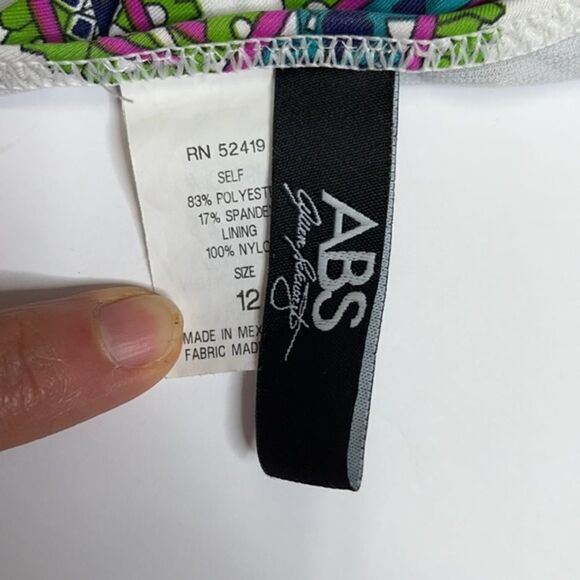 RN 52419
SELF
83% POLYEST
17% SPANDE
LINING
100% NYLO
SIZE
12
MADE IN MEX
FABRIC MAD
ABS